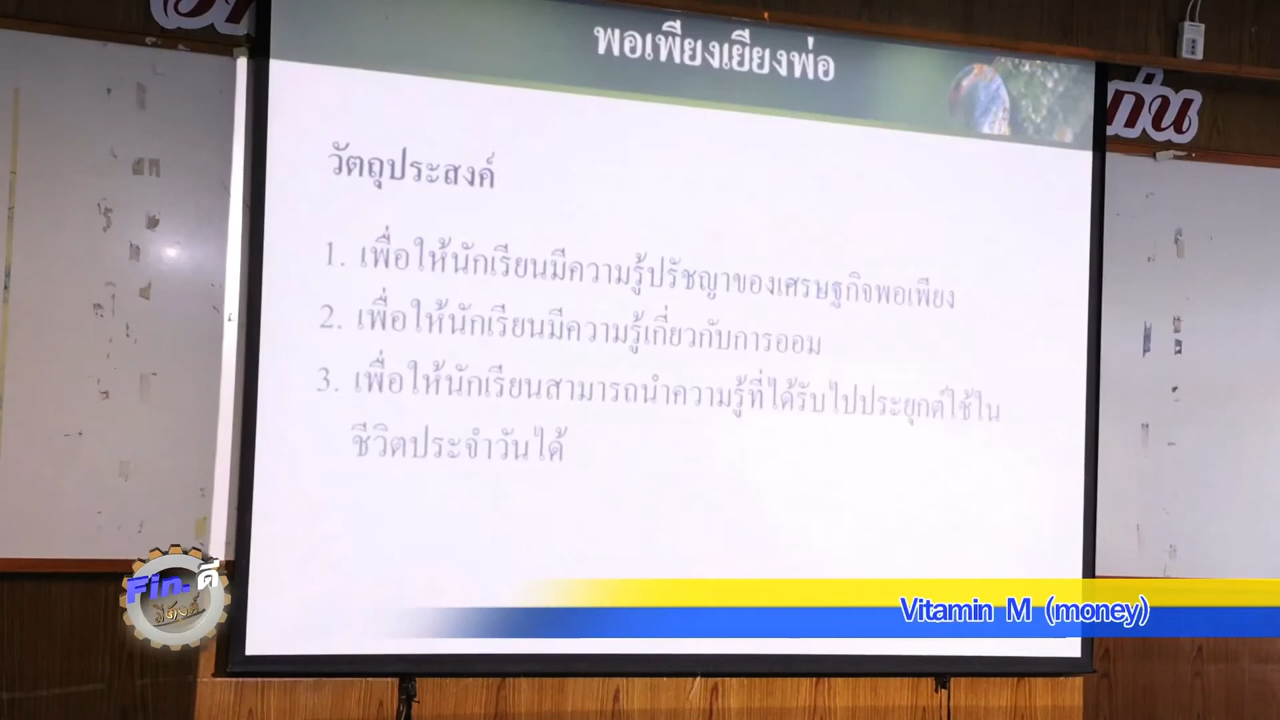 พอเพียงเยียงพ่อ
ก่น
วัตถุประสงค์
1. เพื่อให้นักเรียนมีความรู้ปรัชญาของเศรษฐกิจพอเพียง
2. เพื่อให้นักเรียนมีความรู้เกี่ยวกับการออม
3. เพื่อให้นักเรียนสามารถนำความรู้ที่ได้รับไปประยุกต์ใช้ใน
ชีวิตประจำวันได้
Fin. ดี
Vitamin M (money)